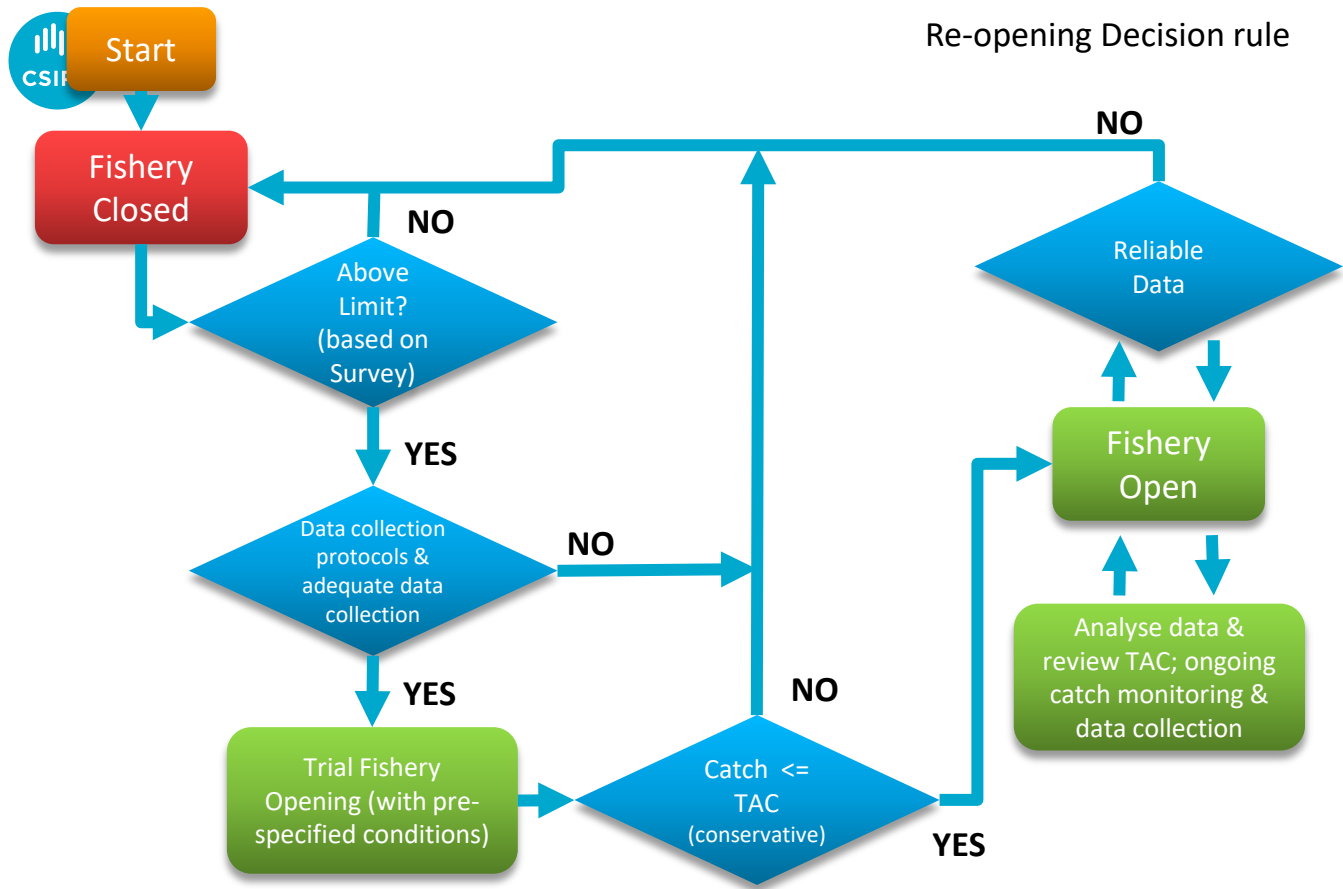 Re-opening Decision rule
Start
CSIR
Fishery
Closed
NO
NO
Above
Limit?
(based on
Survey)
Reliable
Data
YES
Fishery
Open
Data collection
protocols &
adequate data
collection
NO
Analyse data &
review TAC; ongoing
catch monitoring &
data collection
YES
NO
Trial Fishery
Opening (with pre-
specified conditions)
Catch <=
TAC
(conservative)
YES